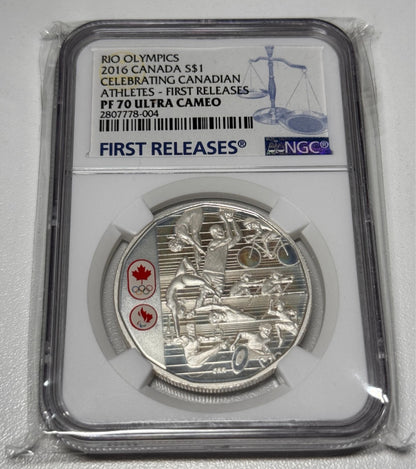 RIO OLYMPICS
2016 CANADA S$1
CELEBRATING CANADIAN
ATHLETES - FIRST RELEASES
PF 70 ULTRA CAMEO
2807778-004
FIRST RELEASES®
NGC®